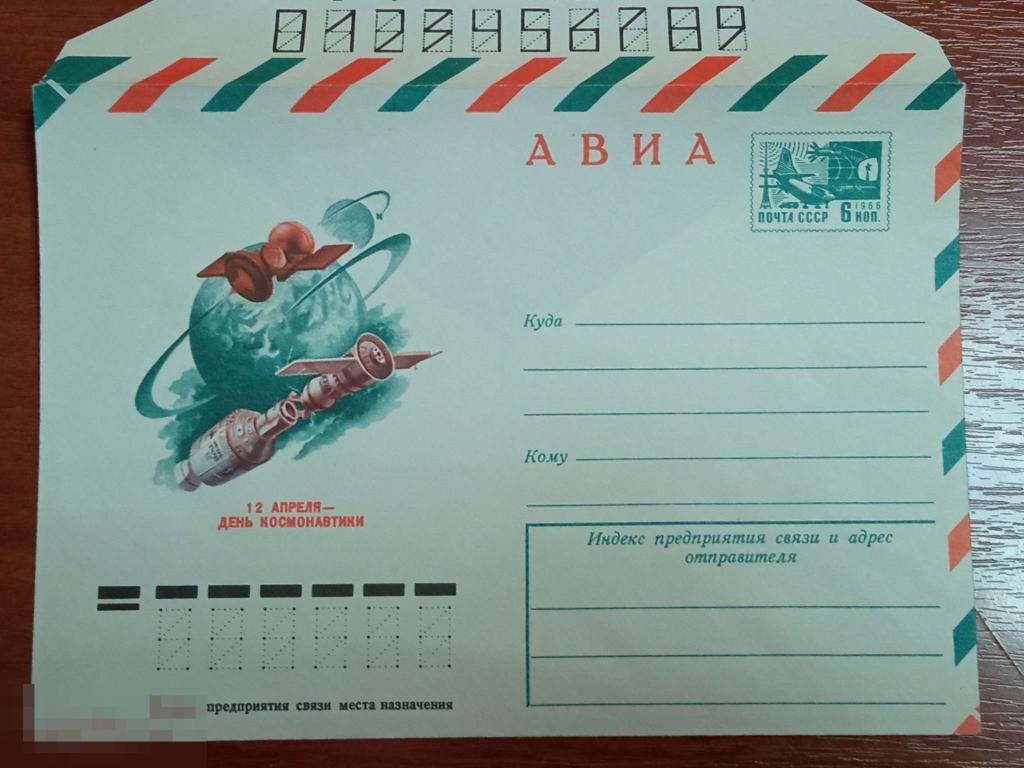 0123456789
АВИА
1966
ПОЧТА СССР 6 КОП.
Куда
Кому
12 АПРЕЛЯ—
ДЕНЬ КОСМОНАВТИКИ
Индекс предприятия связи и адрес
отправителя
предприятия связи места назначения